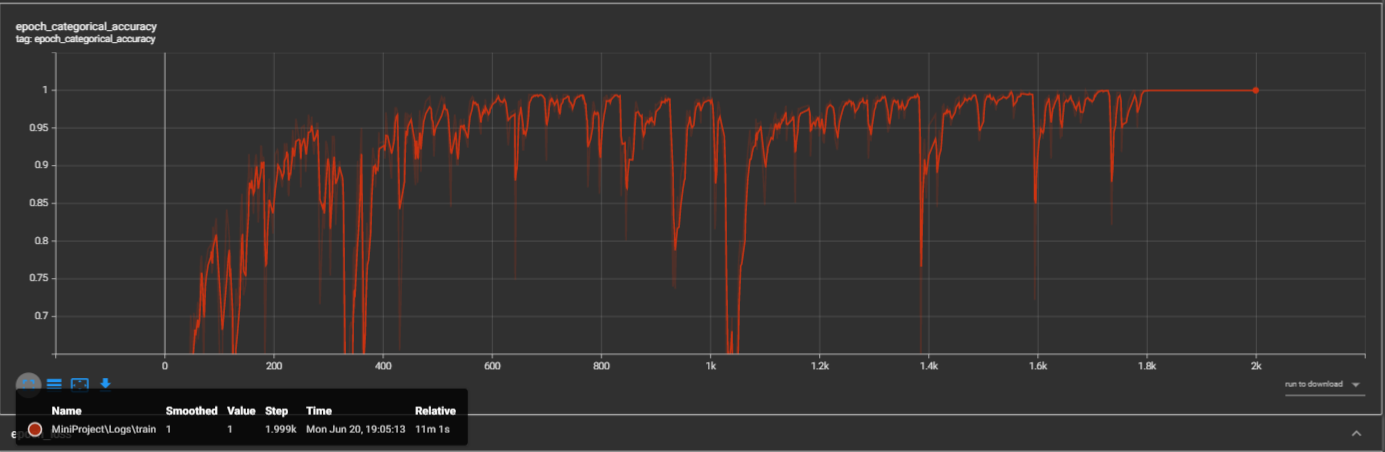 epoch_categorical_accuracy
tag: epoch_categorical_accuracy
1
0.95
0.9
0.85
0.8
0.75
0.7
0 200 400 600 800 1k 1.2k 1.4k 1.6k 1.8k 2k
run to download
Name Smoothed Value Step Time Relative
MiniProject\Logs\train 1 1 1.999k Mon Jun 20, 19:05:13 11m 1s